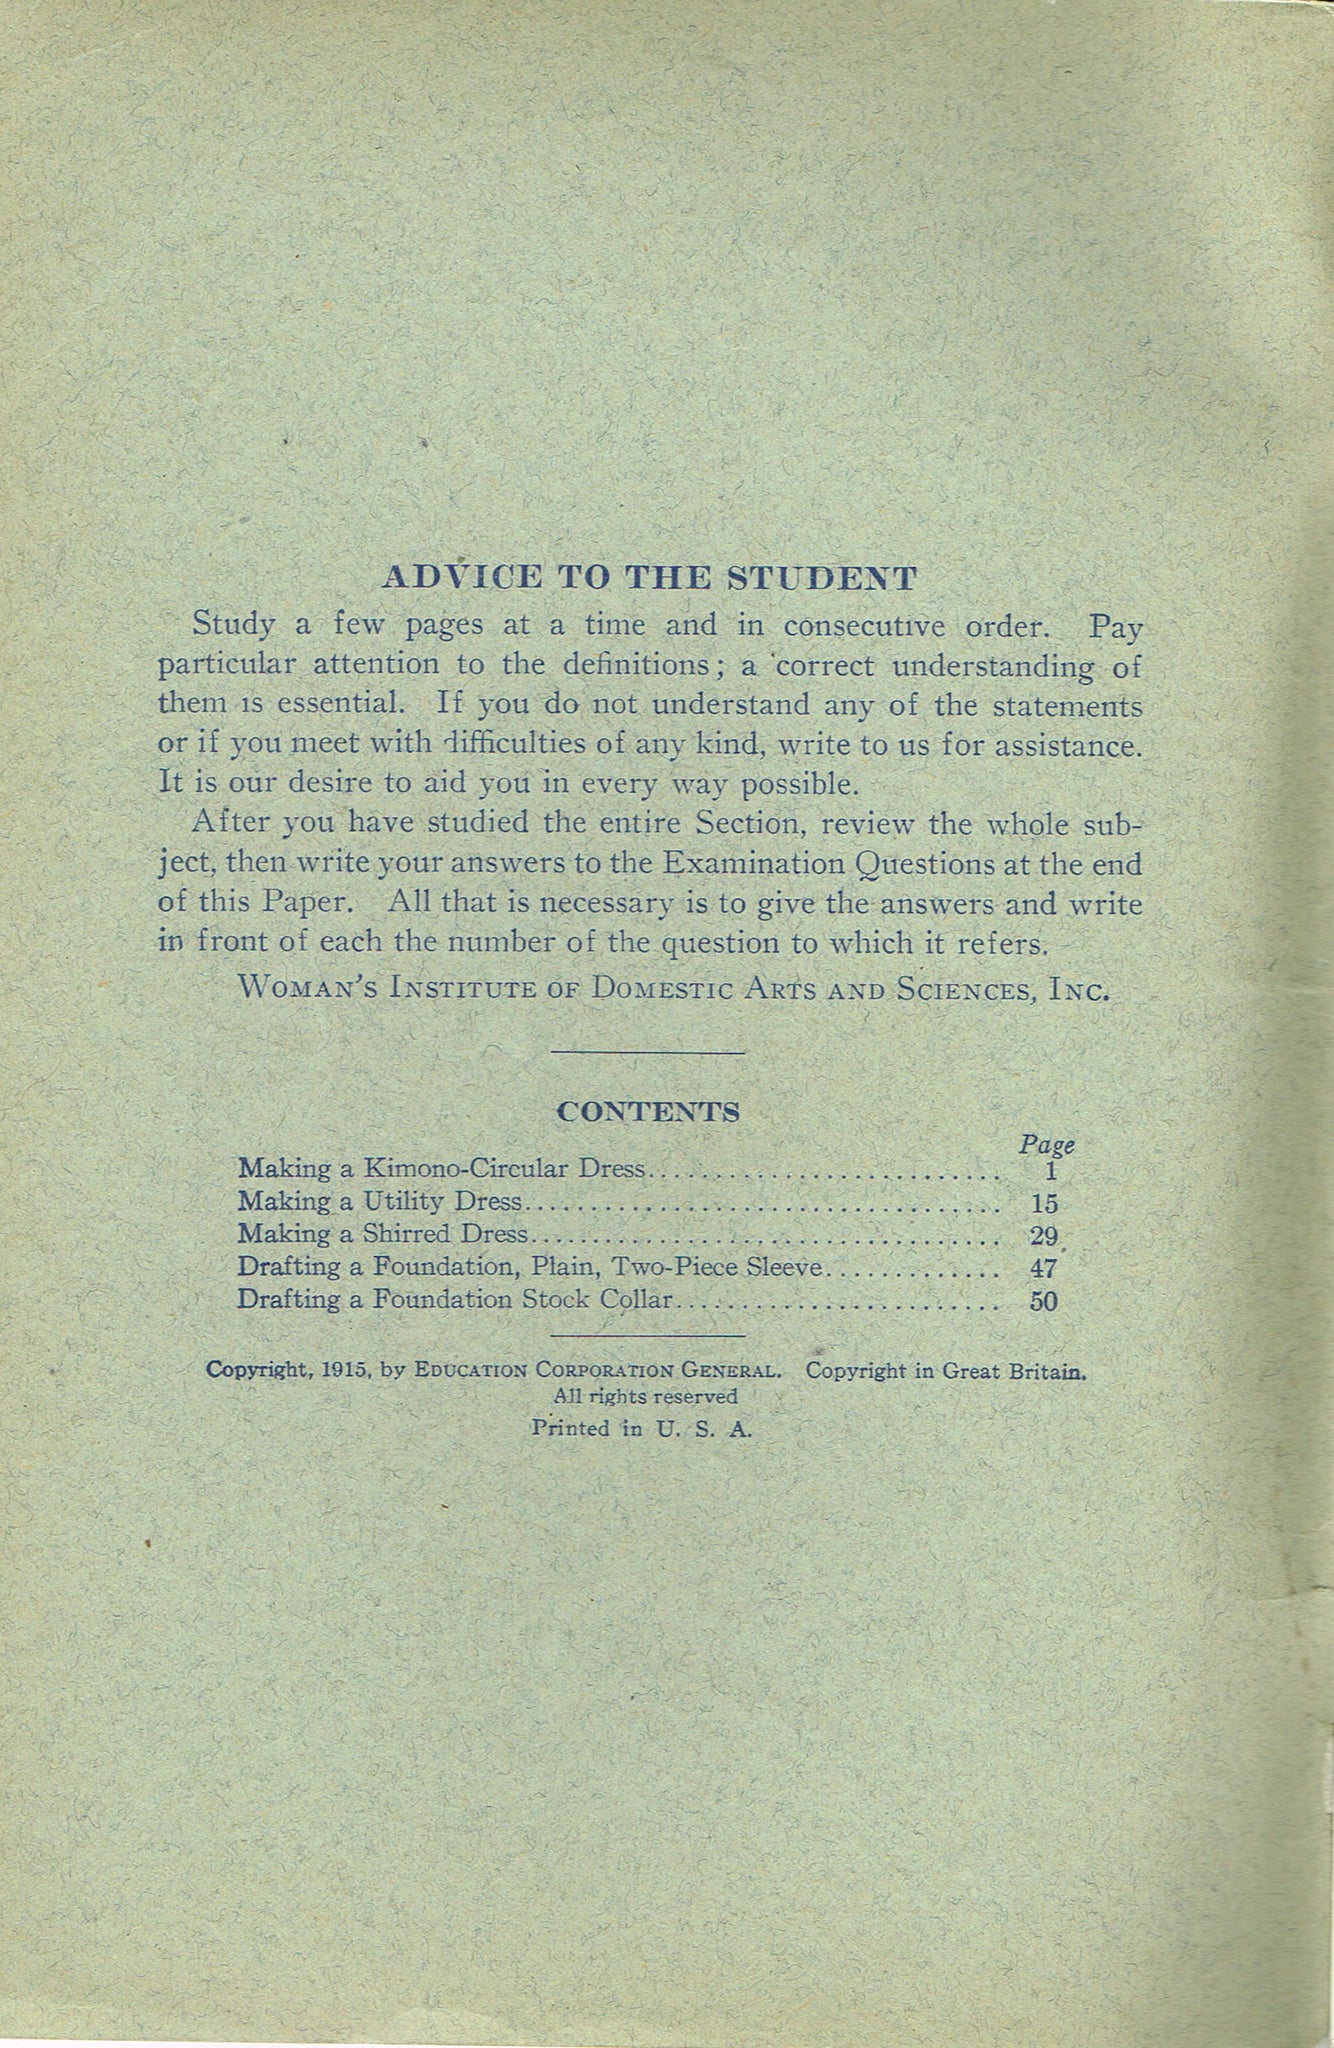 ADVICE TO THE STUDENT
Study a few pages at a time and in consecutive order. Pay
particular attention to the definitions; a correct understanding of
them is essential. If you do not understand any of the statements
or if you meet with difficulties of any kind, write to us for assistance.
It is our desire to aid you in every way possible.
After you have studied the entire Section, review the whole sub-
ject, then write your answers to the Examination Questions at the end
of this Paper. All that is necessary is to give the answers and write
in front of each the number of the question to which it refers.
WOMAN'S INSTITUTE OF DOMESTIC ARTS AND SCIENCES, INC.
CONTENTS
Page
Making a Kimono-Circular Dress........................... 1
Making a Utility Dress.................................... 15
Making a Shirred Dress.................................... 29
Drafting a Foundation, Plain, Two-Piece Sleeve.............. 47
Drafting a Foundation Stock Collar......................... 50
Copyright, 1915, by EDUCATION CORPORATION GENERAL. Copyright in Great Britain.
All rights reserved
Printed in U. S. A.